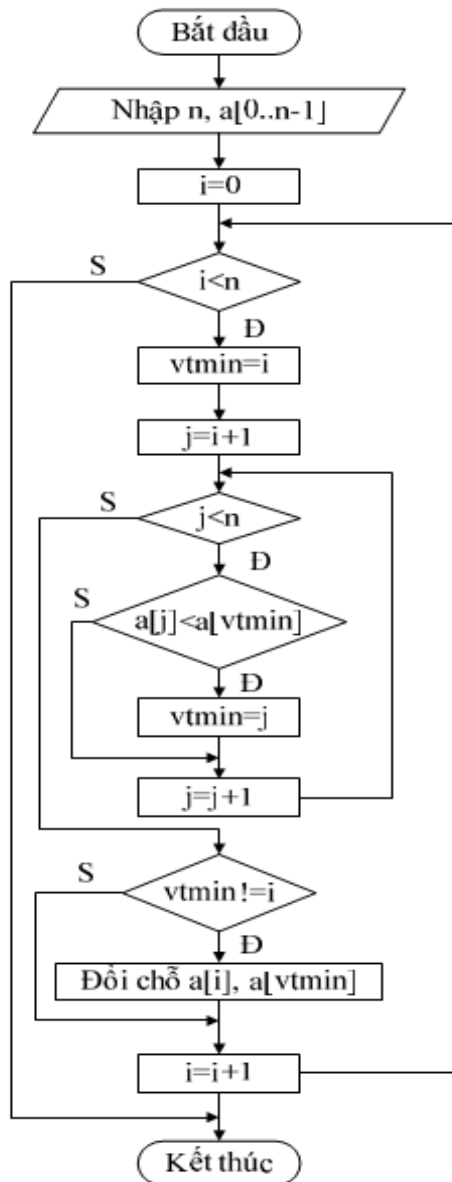 Bắt đầu
Nhập n, a[0..n-1]
i=0
S
i<n
Đ
vtmin=i
j=i+1
S
j<n
Đ
S
a[j]<a[vtmin]
Đ
vtmin=j
j=j+1
S
vtmin!=i
Đ
Đổi chỗ a[i], a[vtmin]
i=i+1
Kết thúc